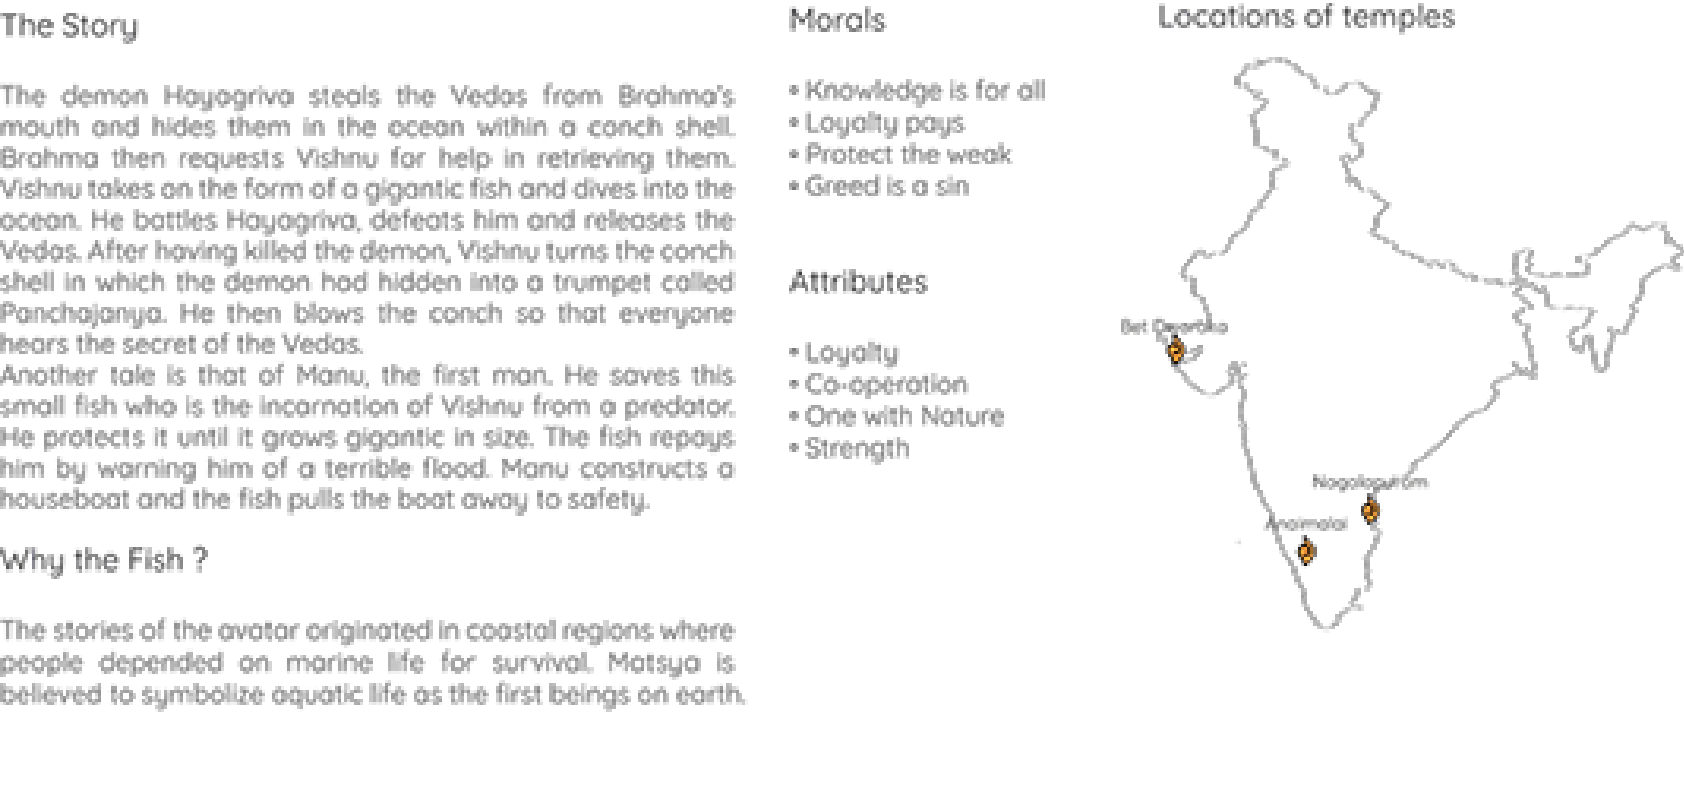 The Story
The demon Hayagriva steals the Vedas from Brahma's
mouth and hides them in the ocean within a conch shell.
Brahma then requests Vishnu for help in retrieving them.
Vishnu takes on the form of a gigantic fish and dives into the
ocean. He battles Hayagriva, defeats him and releases the
Vedas. After having killed the demon, Vishnu turns the conch
shell in which the demon had hidden into a trumpet called
Panchajanya. He then blows the conch so that everyone
hears the secret of the Vedas.
Another tale is that of Manu, the first man. He saves this
small fish who is the incarnation of Vishnu from a predator.
He protects it until it grows gigantic in size. The fish repays
him by warning him of a terrible flood. Manu constructs a
houseboat and the fish pulls the boat away to safety.
Why the Fish ?
The stories of the avatar originated in coastal regions where
people depended on marine life for survival. Matsya is
believed to symbolize aquatic life as the first beings on earth.
Morals
• Knowledge is for all
• Loyalty pays
• Protect the weak
• Greed is a sin
Attributes
• Loyalty
• Co-operation
• One with Nature
• Strength
Locations of temples
Bet Dwartika
Nagalapuram
Anaimalai